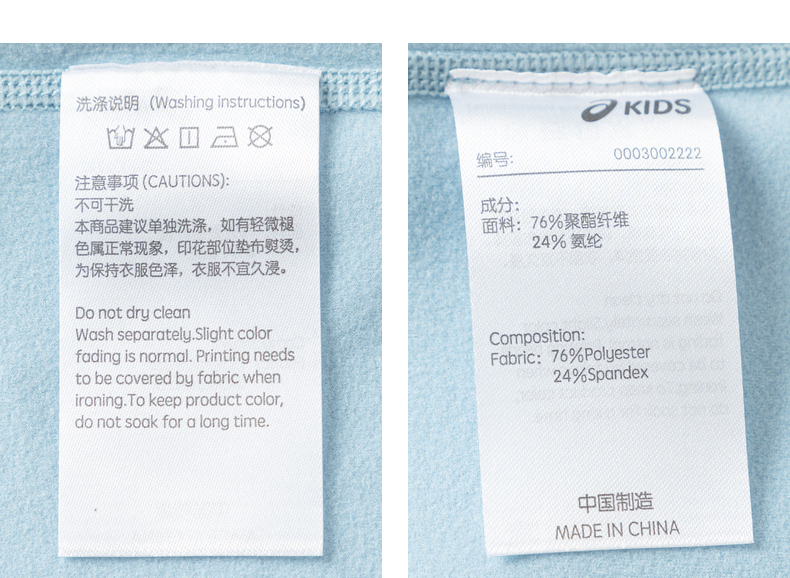 洗涤说明 (Washing instructions)
注意事项 (CAUTIONS):
不可干洗
本商品建议单独洗涤，如有轻微褪
色属正常现象，印花部位垫布熨烫，
为保持衣服色泽，衣服不宜久浸。
Do not dry clean
Wash separately.Slight color
fading is normal. Printing needs
to be covered by fabric when
ironing.To keep product color,
do not soak for a long time.
KIDS
编号: 0003002222
成分:
面料: 76%聚酯纤维
24% 氨纶
Composition:
Fabric: 76%Polyester
24%Spandex
中国制造
MADE IN CHINA